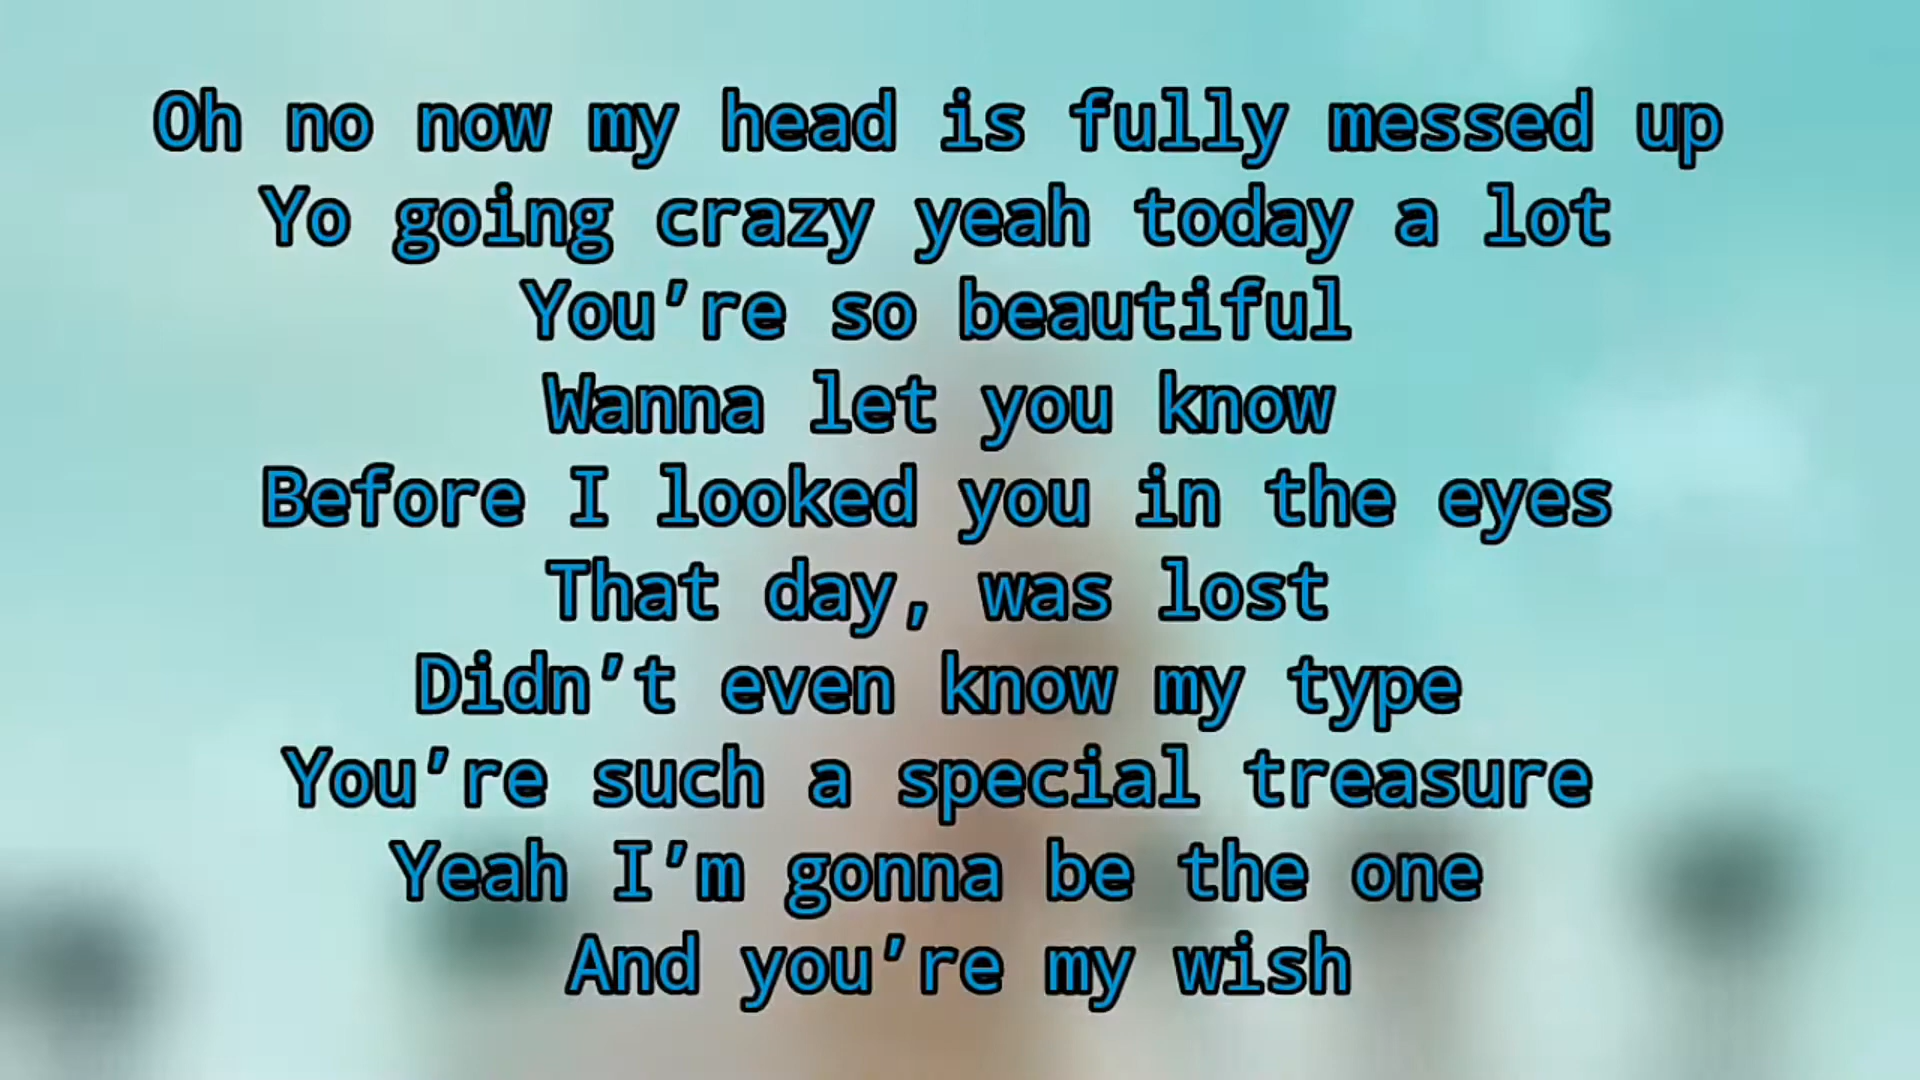 Oh no now my head is fully messed up
Yo going crazy yeah today a lot
You’re so beautiful
Wanna let you know
Before I looked you in the eyes
That day, was lost
Didn’t even know my type
You’re such a special treasure
Yeah I’m gonna be the one
And you’re my wish